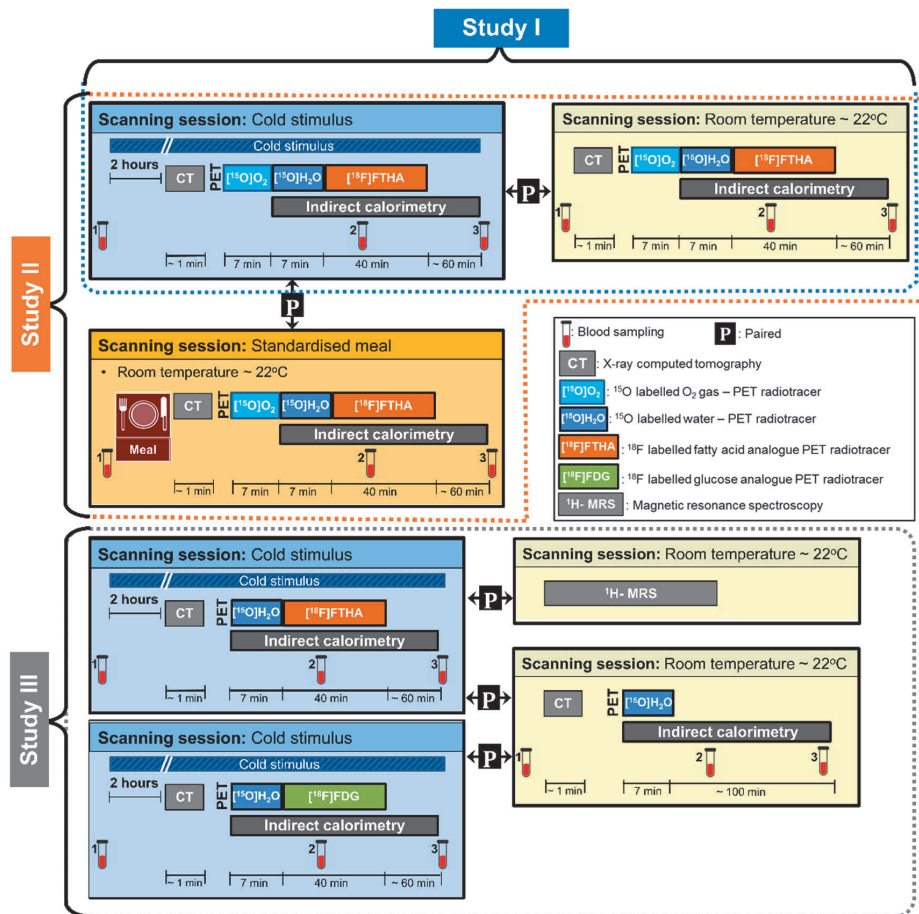 Study I
Study II
Scanning session: Cold stimulus
Cold stimulus
2 hours
CT
PET
[¹⁵O]O₂
[¹⁵O]H₂O
[¹⁸F]FTHA
Indirect calorimetry
1
2
3
~ 1 min
7 min
7 min
40 min
~ 60 min
P
Scanning session: Room temperature ~ 22ºC
CT
PET
[¹⁵O]O₂
[¹⁵O]H₂O
[¹⁸F]FTHA
Indirect calorimetry
1
2
3
~ 1 min
7 min
7 min
40 min
~ 60 min
P
Scanning session: Standardised meal
• Room temperature ~ 22ºC
Meal
CT
PET
[¹⁵O]O₂
[¹⁵O]H₂O
[¹⁸F]FTHA
Indirect calorimetry
1
2
3
~ 1 min
7 min
7 min
40 min
~ 60 min
: Blood sampling
P : Paired
CT : X-ray computed tomography
[¹⁵O]O₂ : ¹⁵O labelled O₂ gas – PET radiotracer
[¹⁵O]H₂O : ¹⁵O labelled water – PET radiotracer
[¹⁸F]FTHA : ¹⁸F labelled fatty acid analogue PET radiotracer
[¹⁸F]FDG : ¹⁸F labelled glucose analogue PET radiotracer
¹H- MRS : Magnetic resonance spectroscopy
Study III
Scanning session: Cold stimulus
Cold stimulus
2 hours
CT
PET
[¹⁵O]H₂O
[¹⁸F]FTHA
Indirect calorimetry
1
2
3
~ 1 min
7 min
40 min
~ 60 min
P
Scanning session: Room temperature ~ 22ºC
¹H- MRS
P
Scanning session: Room temperature ~ 22ºC
CT
PET
[¹⁵O]H₂O
Indirect calorimetry
1
2
3
~ 1 min
7 min
~ 100 min
P
Scanning session: Cold stimulus
Cold stimulus
2 hours
CT
PET
[¹⁵O]H₂O
[¹⁸F]FDG
Indirect calorimetry
1
2
3
~ 1 min
7 min
40 min
~ 60 min